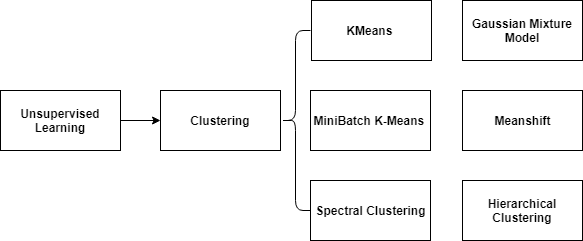 KMeans
Gaussian Mixture
Model
Unsupervised
Learning
Clustering
MiniBatch K-Means
Meanshift
Spectral Clustering
Hierarchical
Clustering